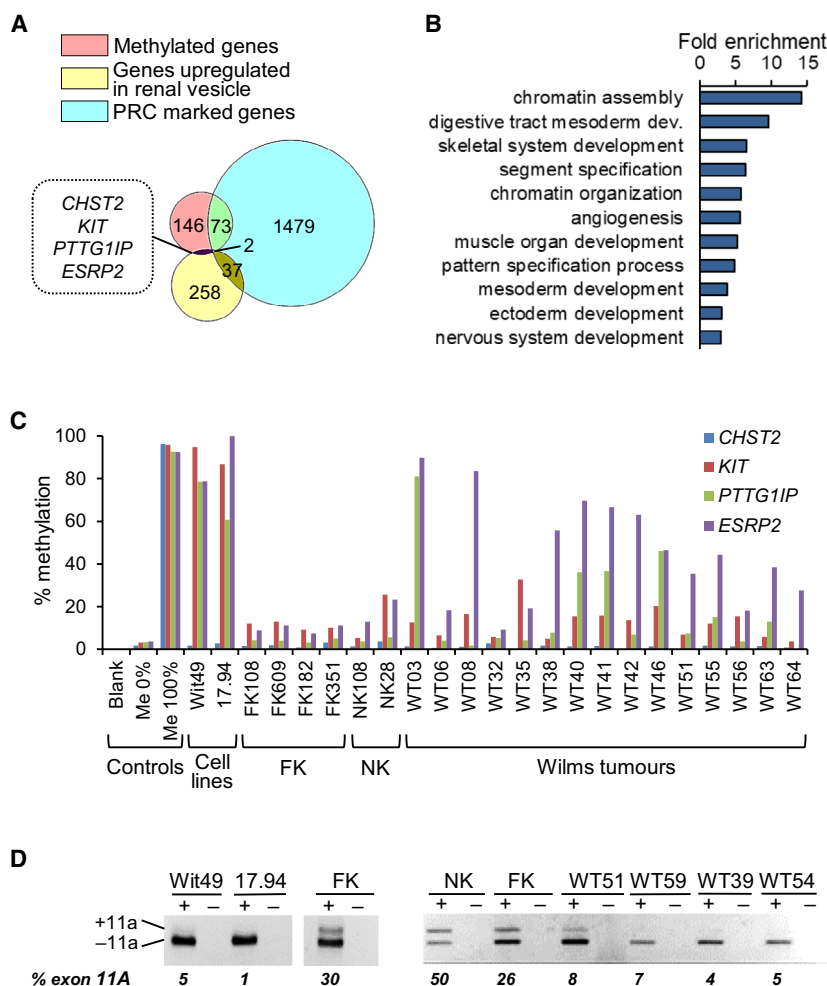 A
Methylated genes
Genes upregulated
in renal vesicle
PRC marked genes
CHST2
KIT
PTTG1IP
ESRP2
146
73
1479
2
37
258
B
Fold enrichment
0 5 10 15
chromatin assembly
digestive tract mesoderm dev.
skeletal system development
segment specification
chromatin organization
angiogenesis
muscle organ development
pattern specification process
mesoderm development
ectoderm development
nervous system development
C
% methylation
100
80
60
40
20
0
CHST2
KIT
PTTG1IP
ESRP2
Blank
Me 0%
Me 100%
Wit49
17.94
FK108
FK609
FK182
FK351
NK108
NK28
WT03
WT06
WT08
WT32
WT35
WT38
WT40
WT41
WT42
WT46
WT51
WT55
WT56
WT63
WT64
Controls
Cell
lines
FK
NK
Wilms tumours
D
Wit49 17.94 FK NK FK WT51 WT59 WT39 WT54
+ – + – + – + – + – + – + – + – + –
+11a
–11a
% exon 11A 5 1 30 50 26 8 7 4 5